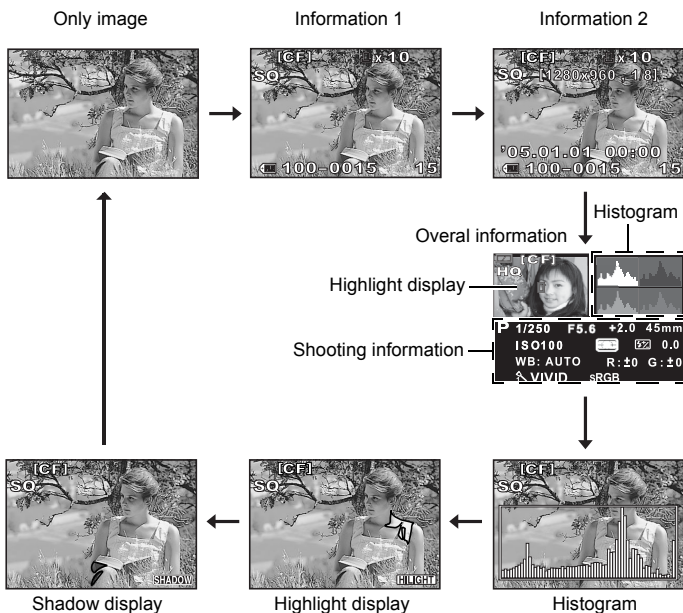 Only image
Information 1
Information 2
[CF] x10
SQ
100-0015 15
[CF] x10
SQ [1280x960 , 1/8]
'05.01.01 00:00
100-0015 15
Histogram
Overal information
[CF]
HQ
Highlight display
Shooting information
P 1/250 F5.6 +2.0 45mm
ISO100 0.0
WB: AUTO R:±0 G:±0
VIVID sRGB
[CF]
SQ
SHADOW
[CF]
SQ
HILIGHT
[CF]
SQ
Shadow display
Highlight display
Histogram